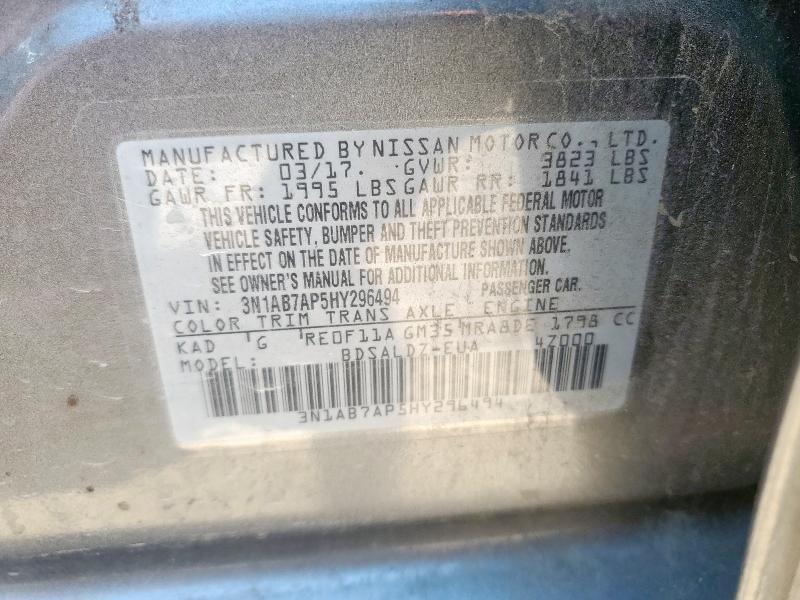 MANUFACTURED BY NISSAN MOTOR CO., LTD.
DATE: 03/17. GVWR: 3823 LBS
GAWR FR: 1995 LBS GAWR RR: 1841 LBS
THIS VEHICLE CONFORMS TO ALL APPLICABLE FEDERAL MOTOR
VEHICLE SAFETY, BUMPER AND THEFT PREVENTION STANDARDS
IN EFFECT ON THE DATE OF MANUFACTURE SHOWN ABOVE.
SEE OWNER'S MANUAL FOR ADDITIONAL INFORMATION.
VIN: 3N1AB7AP5HY296494 PASSENGER CAR.
COLOR TRIM TRANS AXLE ENGINE
KAD G RE0F11A GM35 MRA8DE 1798 CC
MODEL: BDSALDZ-EUA 4Z000
3N1AB7AP5HY296494